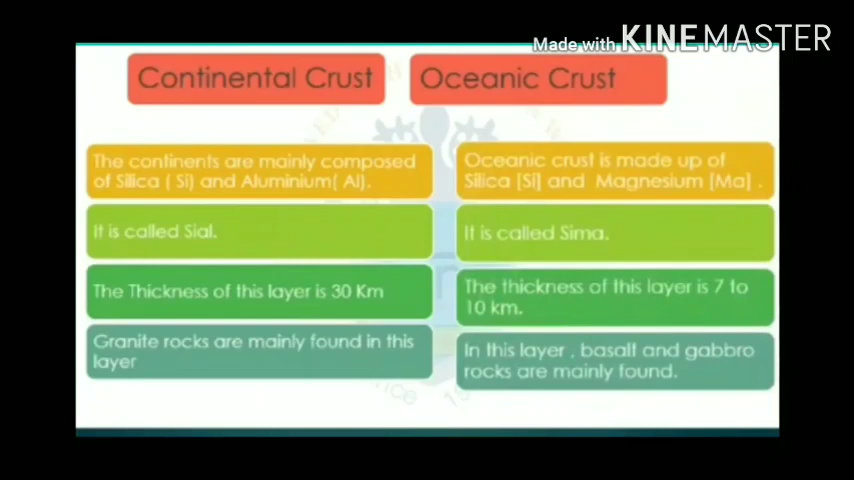 Made with KINEMASTER
Continental Crust
Oceanic Crust
The continents are mainly composed
of Silica ( Si) and Aluminium( Al).
Oceanic crust is made up of
Silica [Si] and Magnesium [Ma] .
It is called Sial.
It is called Sima.
The Thickness of this layer is 30 Km
The thickness of this layer is 7 to
10 km.
Granite rocks are mainly found in this
layer
In this layer , basalt and gabbro
rocks are mainly found.